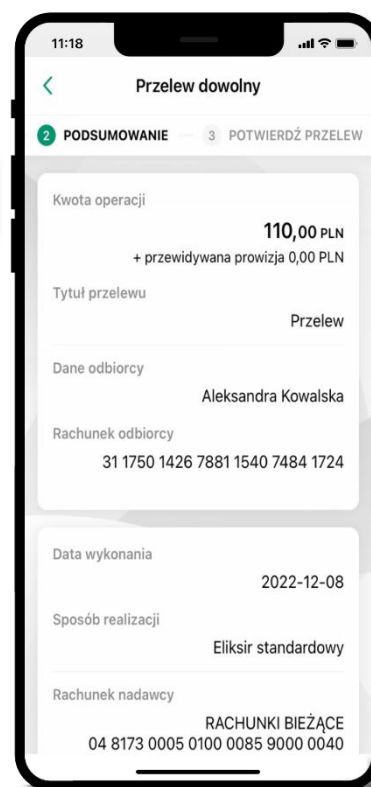 11:18
Przelew dowolny
2 PODSUMOWANIE 3 POTWIERDŹ PRZELEW
Kwota operacji
110,00 PLN
+ przewidywana prowizja 0,00 PLN
Tytuł przelewu
Przelew
Dane odbiorcy
Aleksandra Kowalska
Rachunek odbiorcy
31 1750 1426 7881 1540 7484 1724
Data wykonania
2022-12-08
Sposób realizacji
Eliksir standardowy
Rachunek nadawcy
RACHUNKI BIEŻĄCE
04 8173 0005 0100 0085 9000 0040